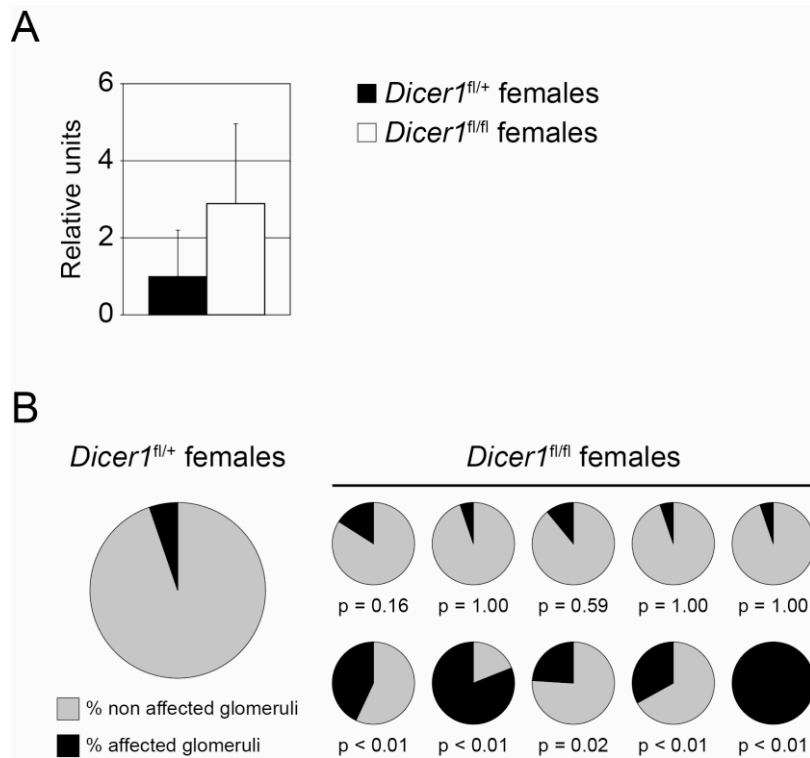 A
6
4
2
0
Relative units
Dicer1fl/+ females
Dicer1fl/fl females
B
Dicer1fl/+ females
Dicer1fl/fl females
p = 0.16 p = 1.00 p = 0.59 p = 1.00 p = 1.00
% non affected glomeruli
% affected glomeruli
p < 0.01 p < 0.01 p = 0.02 p < 0.01 p < 0.01